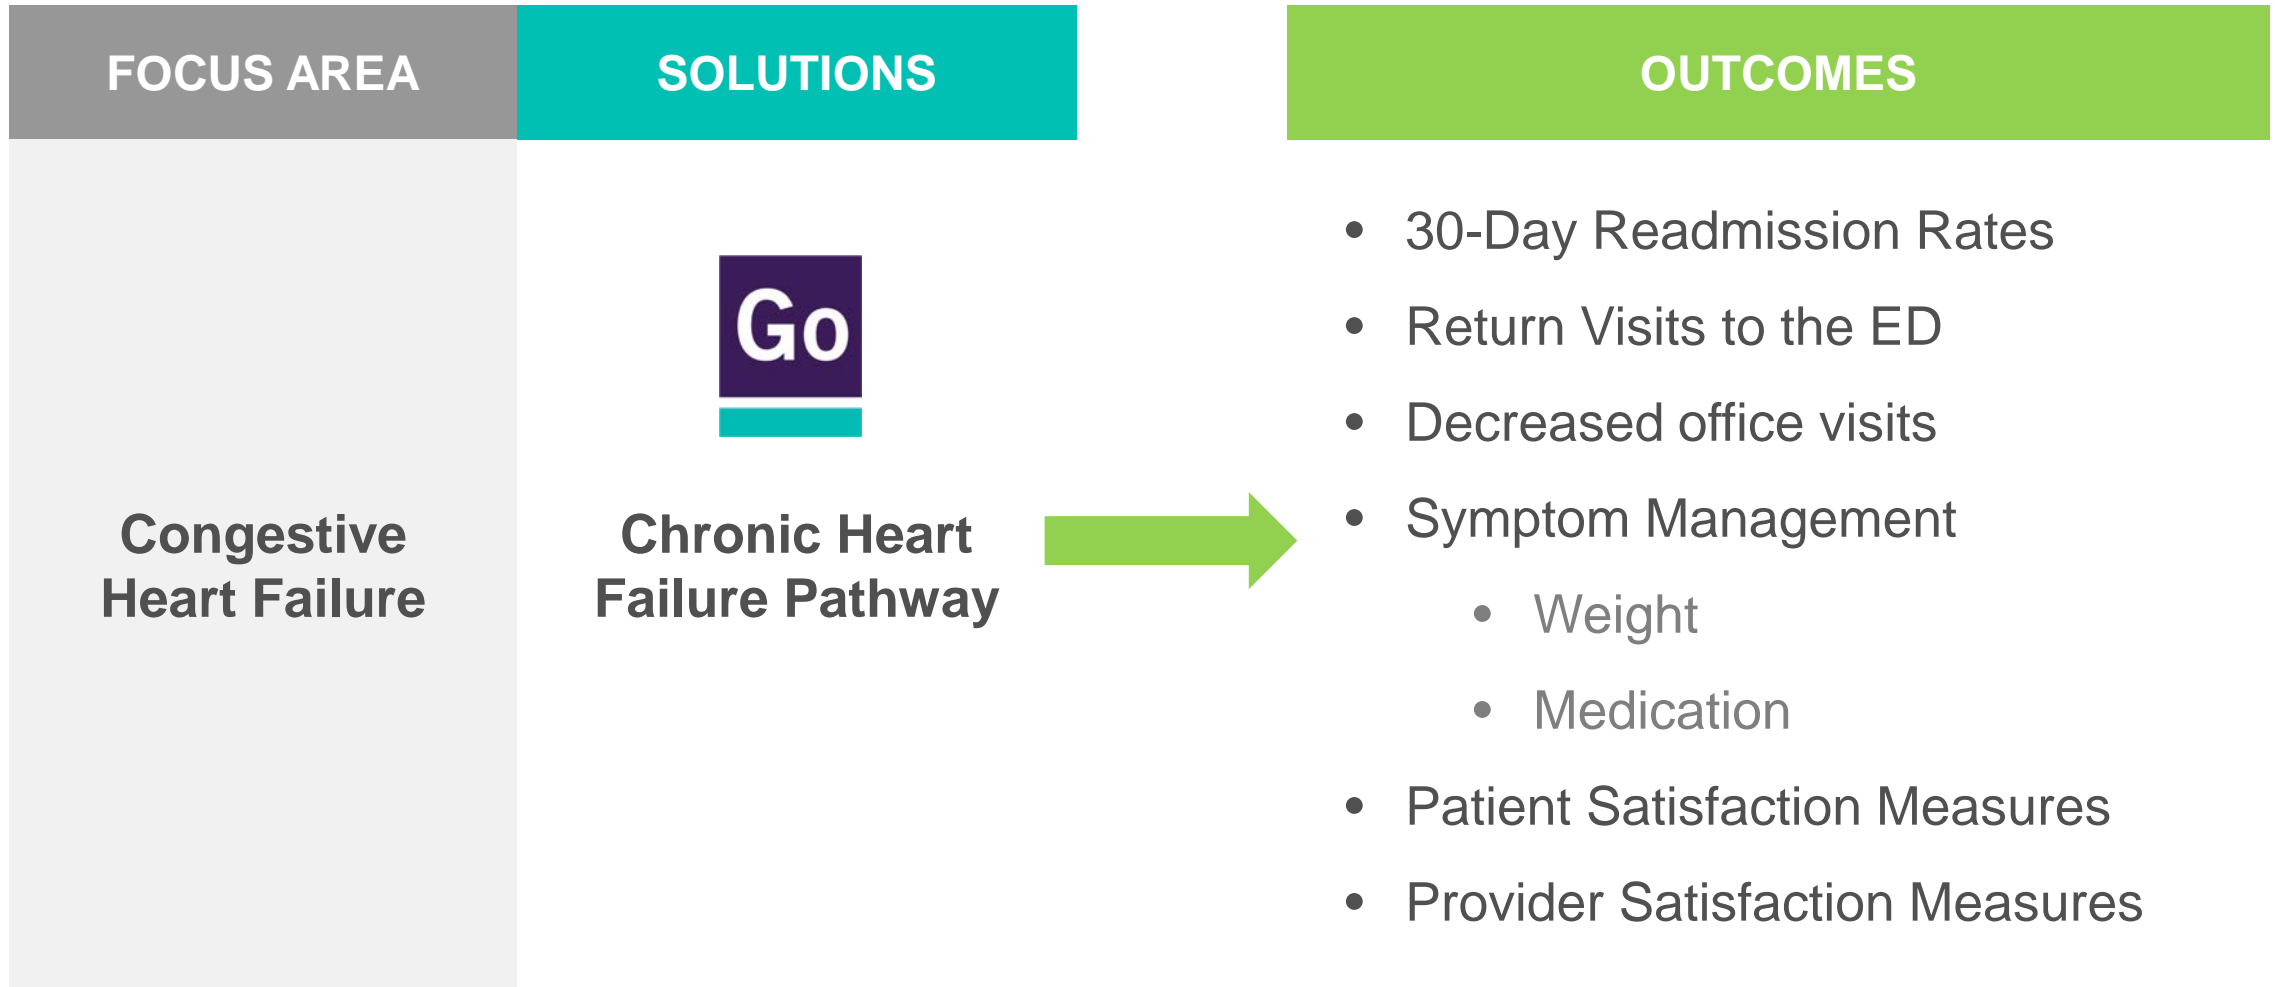 FOCUS AREA
SOLUTIONS
OUTCOMES
Congestive
Heart Failure
Go
Chronic Heart
Failure Pathway
• 30-Day Readmission Rates
• Return Visits to the ED
• Decreased office visits
• Symptom Management
• Weight
• Medication
• Patient Satisfaction Measures
• Provider Satisfaction Measures